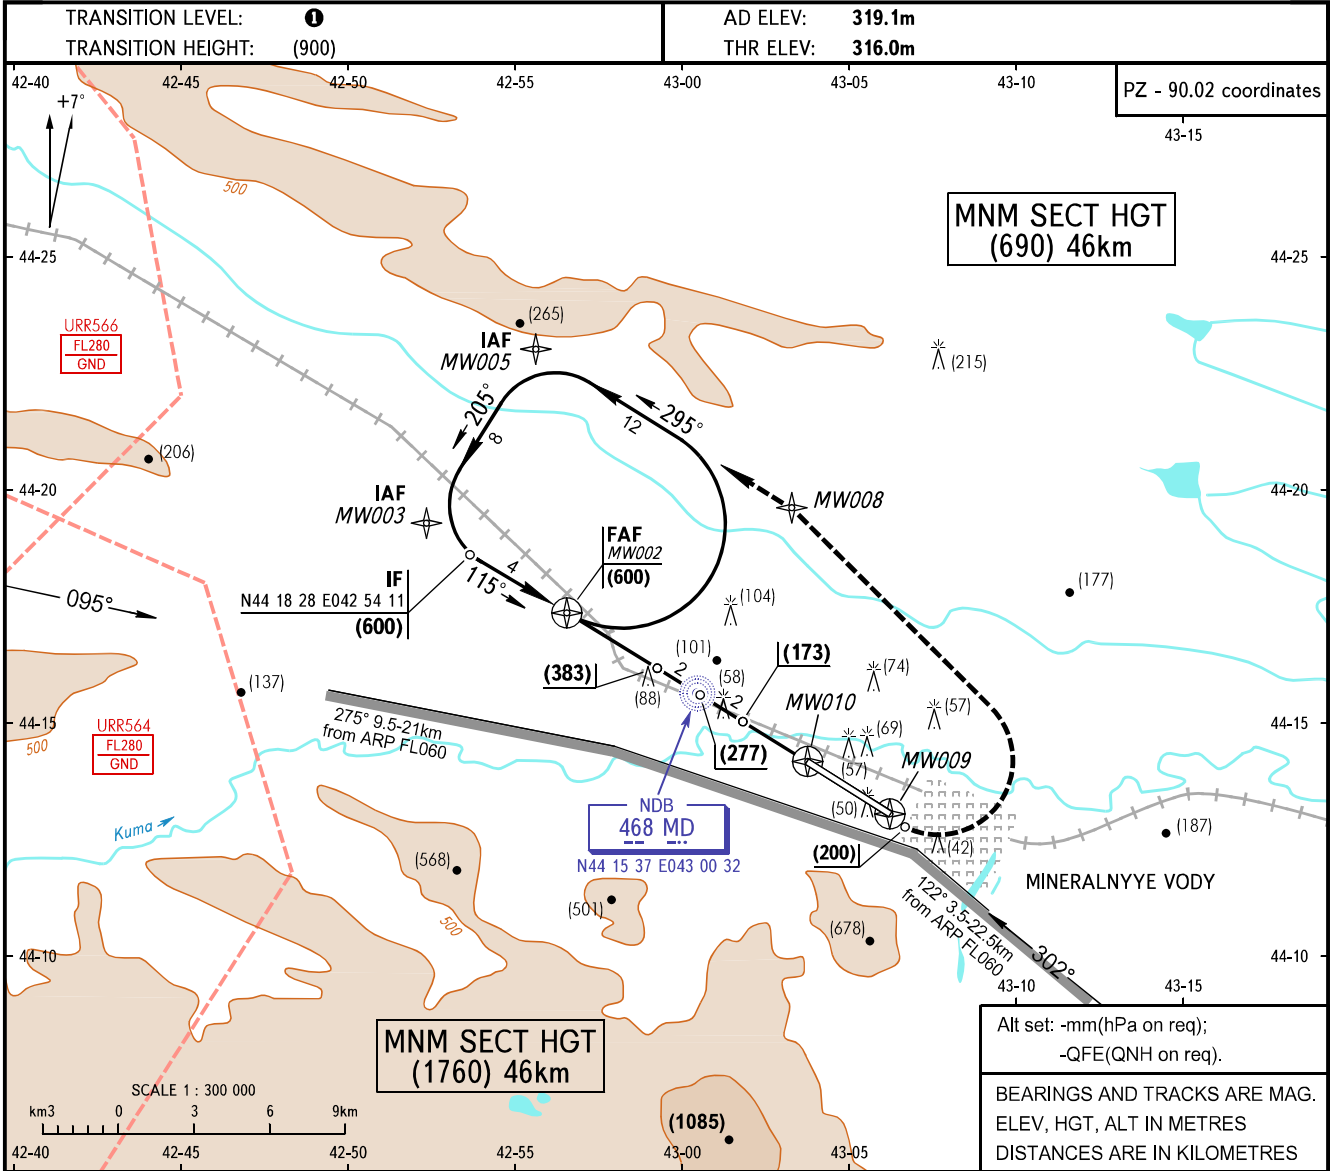 TRANSITION LEVEL: ❶
TRANSITION HEIGHT: (900)
AD ELEV: 319.1m
THR ELEV: 316.0m
42-40
42-45
42-50
42-55
43-00
43-05
43-10
PZ - 90.02 coordinates
43-15
+7°
500
MNM SECT HGT
(690) 46km
44-25
44-25
URR566
FL280
GND
(265)
IAF
MW005
(215)
205°
8
295°
12
(206)
44-20
44-20
IAF
MW003
MW008
FAF
MW002
(600)
4
115°
IF
N44 18 28 E042 54 11
(600)
095°
(177)
(104)
(101)
(173)
(383)
2
(58)
(88)
2
(74)
MW010
(57)
(137)
44-15
44-15
URR564
FL280
GND
500
275° 9.5-21km
from ARP FL060
(277)
(69)
(57)
MW009
(50)
NDB
468 MD
N44 15 37 E043 00 32
Kuma
(200)
(42)
(187)
MINERALNYYE VODY
(568)
(501)
500
(678)
122° 3.5-22.5km
from ARP FL060
302°
44-10
44-10
43-10
43-15
MNM SECT HGT
(1760) 46km
Alt set: -mm(hPa on req);
-QFE(QNH on req).
SCALE 1 : 300 000
km3 0 3 6 9km
(1085)
BEARINGS AND TRACKS ARE MAG.
ELEV, HGT, ALT IN METRES
DISTANCES ARE IN KILOMETRES
42-40
42-45
42-50
42-55
43-00
43-05